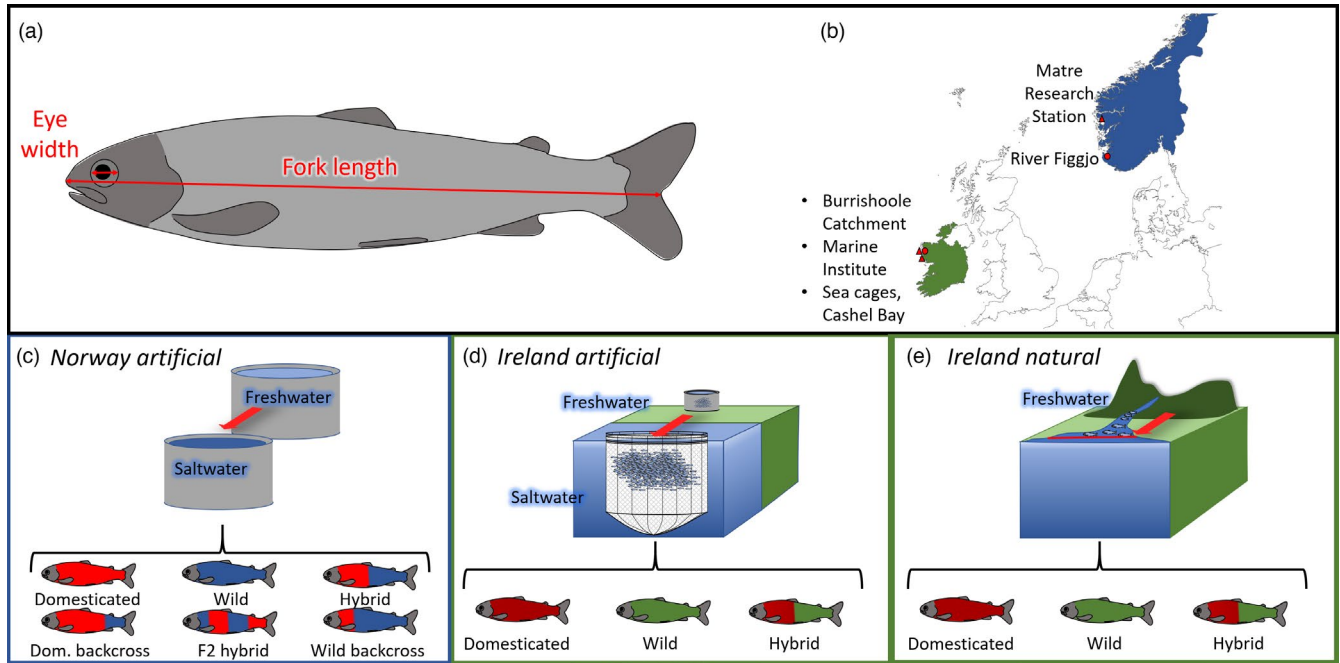 (a)
Eye
width
Fork length
(b)
Matre
Research
Station
River Figgjo
• Burrishoole
Catchment
• Marine
Institute
• Sea cages,
Cashel Bay
(c) Norway artificial
Freshwater
Saltwater
Domesticated Wild Hybrid
Dom. backcross F2 hybrid Wild backcross
(d) Ireland artificial
Freshwater
Saltwater
Domesticated Wild Hybrid
(e) Ireland natural
Freshwater
Domesticated Wild Hybrid